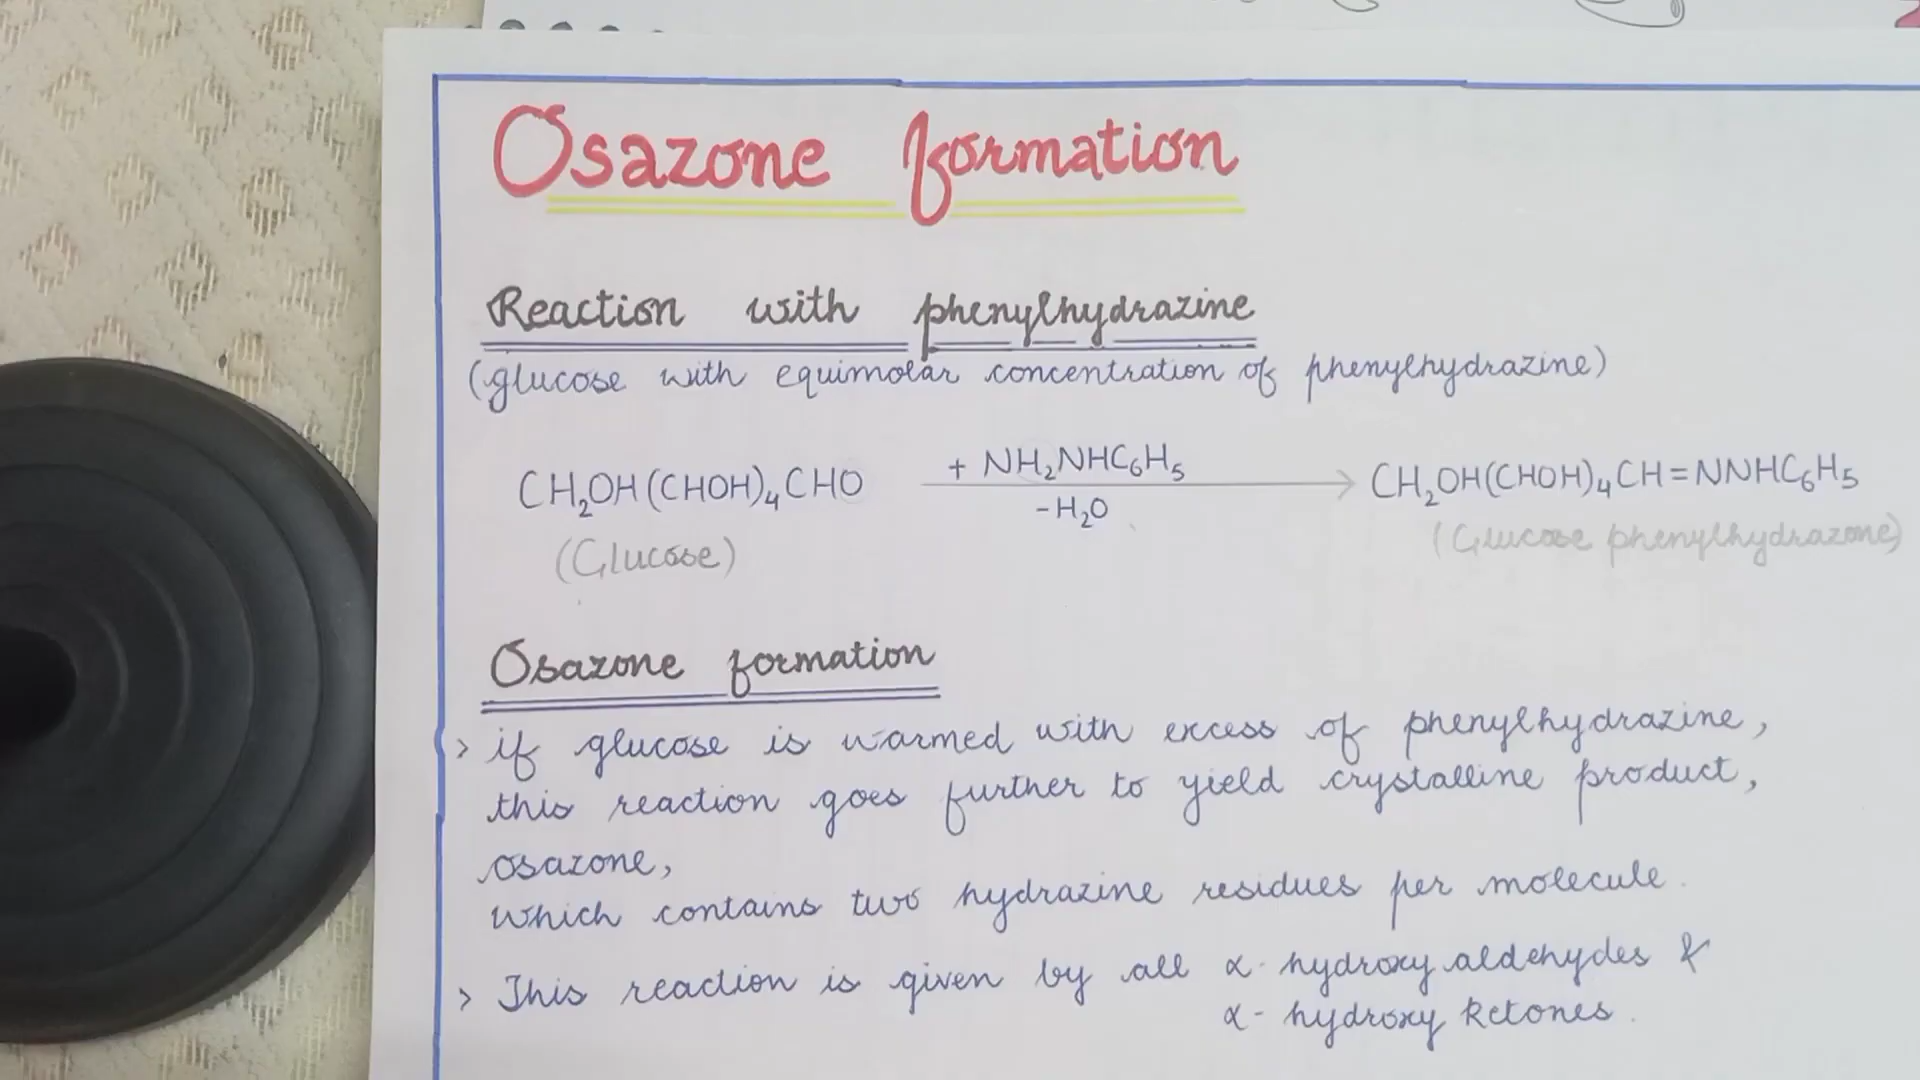 Osazone formation
Reaction with phenylhydrazine
(glucose with equimolar concentration of phenylhydrazine)
CH₂OH(CHOH)₄CHO + NH₂NHC₆H₅ → CH₂OH(CHOH)₄CH=NNHC₆H₅
-H₂O
(Glucose) (Glucose phenylhydrazone)
Osazone formation
> if glucose is warmed with excess of phenylhydrazine,
this reaction goes further to yield crystalline product,
osazone,
which contains two hydrazine residues per molecule.
> This reaction is given by all α-hydroxy aldehydes &
α-hydroxy ketones.